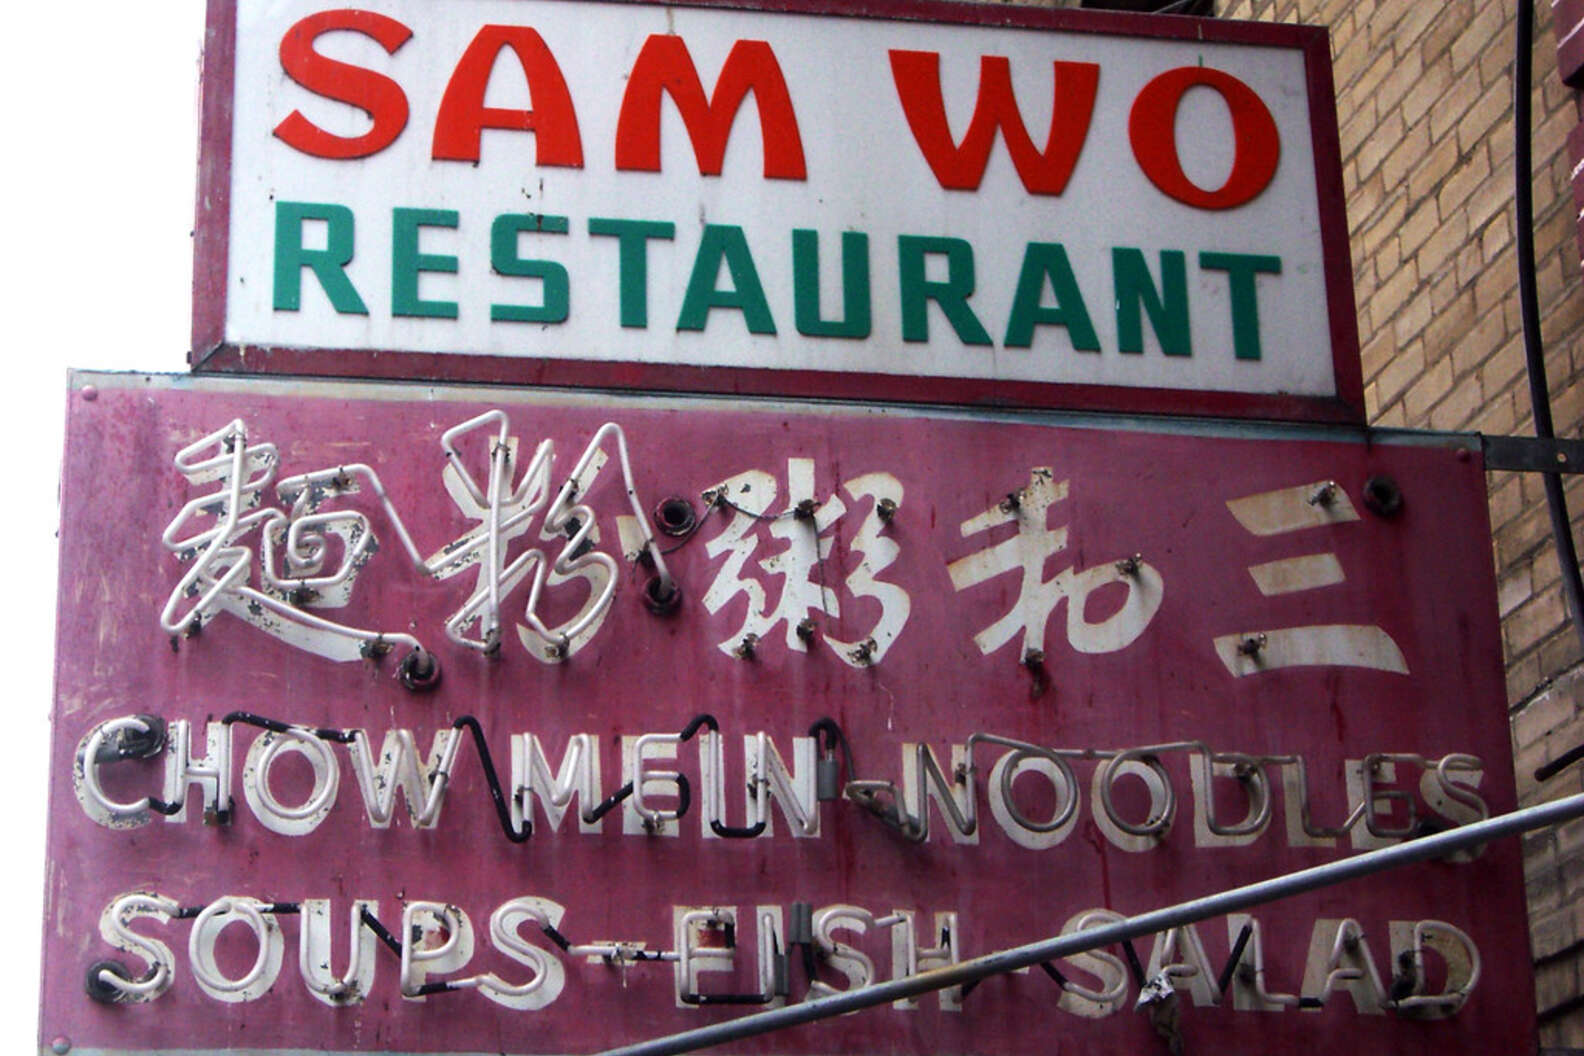 SAM WO
RESTAURANT
麵粉粥和三
CHOW MEIN - NOODLES
SOUPS - FISH - SALAD